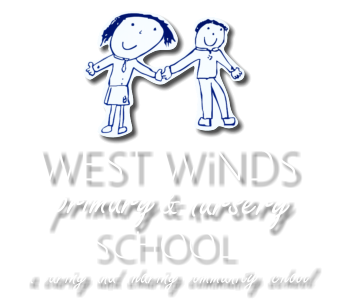 WEST WiNDS
primary & nursery
SCHOOL
a caring and sharing community school